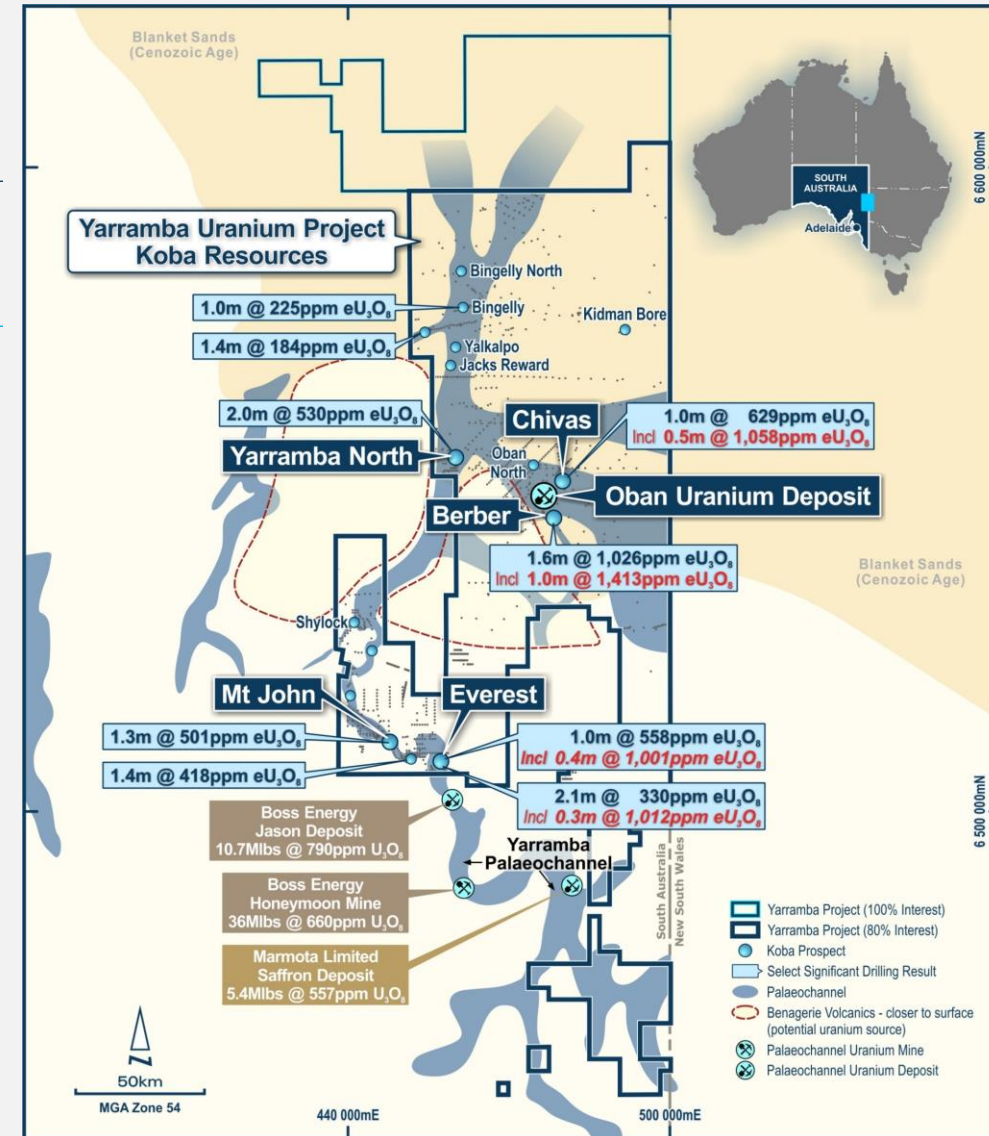 Blanket Sands
(Cenozoic Age)
SOUTH
AUSTRALIA
Adelaide
6 600 000mN
Yarramba Uranium Project
Koba Resources
Bingelly North
1.0m @ 225ppm eU₃O₈
Bingelly
Kidman Bore
1.4m @ 184ppm eU₃O₈
Yalkalpo
Jacks Reward
2.0m @ 530ppm eU₃O₈
Chivas
1.0m @ 629ppm eU₃O₈
Incl 0.5m @ 1,058ppm eU₃O₈
Yarramba North
Oban
North
Oban Uranium Deposit
Berber
1.6m @ 1,026ppm eU₃O₈
Incl 1.0m @ 1,413ppm eU₃O₈
Blanket Sands
(Cenozoic Age)
Shylock
Mt John
Everest
1.3m @ 501ppm eU₃O₈
1.0m @ 558ppm eU₃O₈
Incl 0.4m @ 1,001ppm eU₃O₈
1.4m @ 418ppm eU₃O₈
2.1m @ 330ppm eU₃O₈
Incl 0.3m @ 1,012ppm eU₃O₈
6 500 000mN
Boss Energy
Jason Deposit
10.7Mlbs @ 790ppm U₃O₈
Yarramba
Palaeochannel
Boss Energy
Honeymoon Mine
36Mlbs @ 660ppm U₃O₈
Marmota Limited
Saffron Deposit
5.4Mlbs @ 557ppm U₃O₈
South Australia
New South Wales
Yarramba Project (100% Interest)
Yarramba Project (80% Interest)
Koba Prospect
Select Significant Drilling Result
Palaeochannel
Benagerie Volcanics - closer to surface
(potential uranium source)
Palaeochannel Uranium Mine
Palaeochannel Uranium Deposit
N
50km
MGA Zone 54
440 000mE
500 000mE